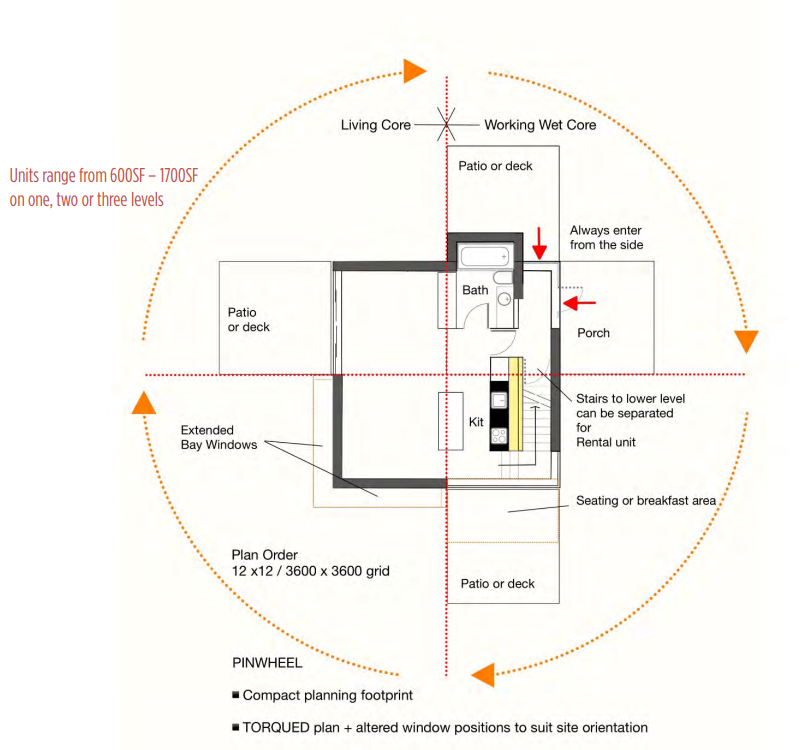 Living Core
Working Wet Core
Patio or deck
Units range from 600SF – 1700SF
on one, two or three levels
Always enter
from the side
Bath
Patio
or deck
Porch
Stairs to lower level
can be separated
for
Rental unit
Kit
Extended
Bay Windows
Seating or breakfast area
Plan Order
12 x12 / 3600 x 3600 grid
Patio or deck
PINWHEEL
■ Compact planning footprint
■ TORQUED plan + altered window positions to suit site orientation